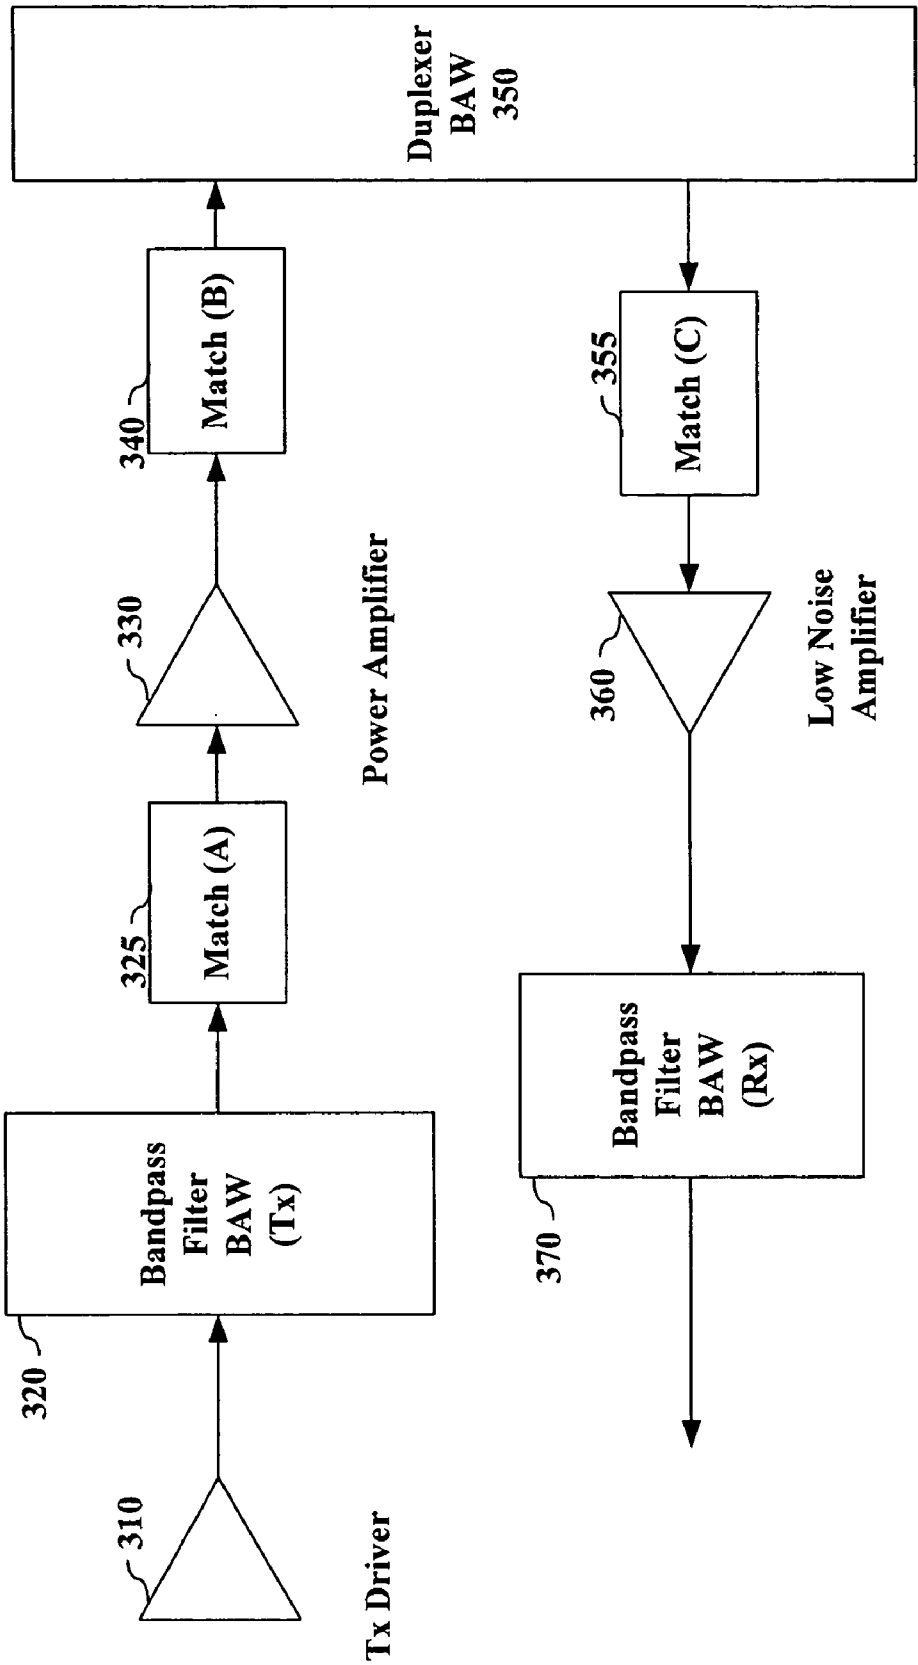 310
Tx Driver
320
Bandpass
Filter
BAW
(Tx)
325
Match (A)
330
Power Amplifier
340
Match (B)
Duplexer
BAW
350
355
Match (C)
360
Low Noise
Amplifier
370
Bandpass
Filter
BAW
(Rx)